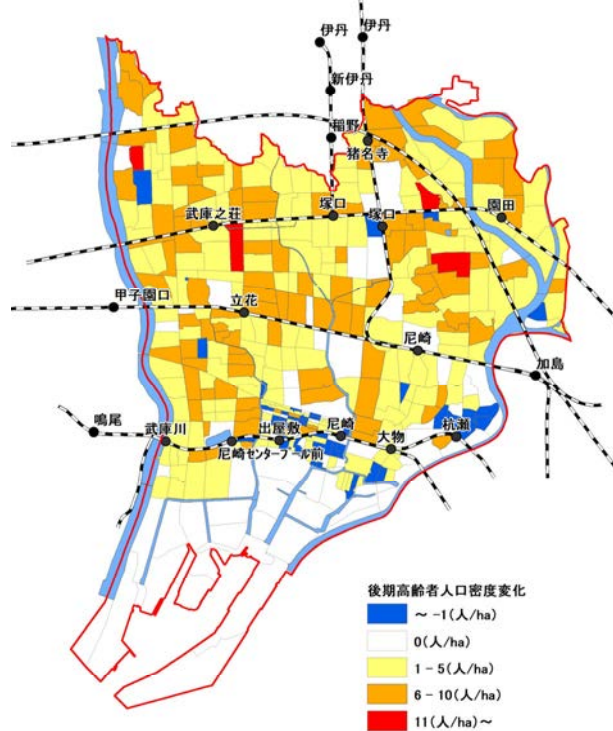 伊丹
伊丹
新伊丹
稲野
猪名寺
武庫之荘
塚口
塚口
園田
甲子園口
立花
尼崎
加島
鳴尾
武庫川
出屋敷
尼崎
大物
杭瀬
尼崎センタープール前
後期高齢者人口密度変化
～ -1(人/ha)
0(人/ha)
1 - 5(人/ha)
6 - 10(人/ha)
11(人/ha)～